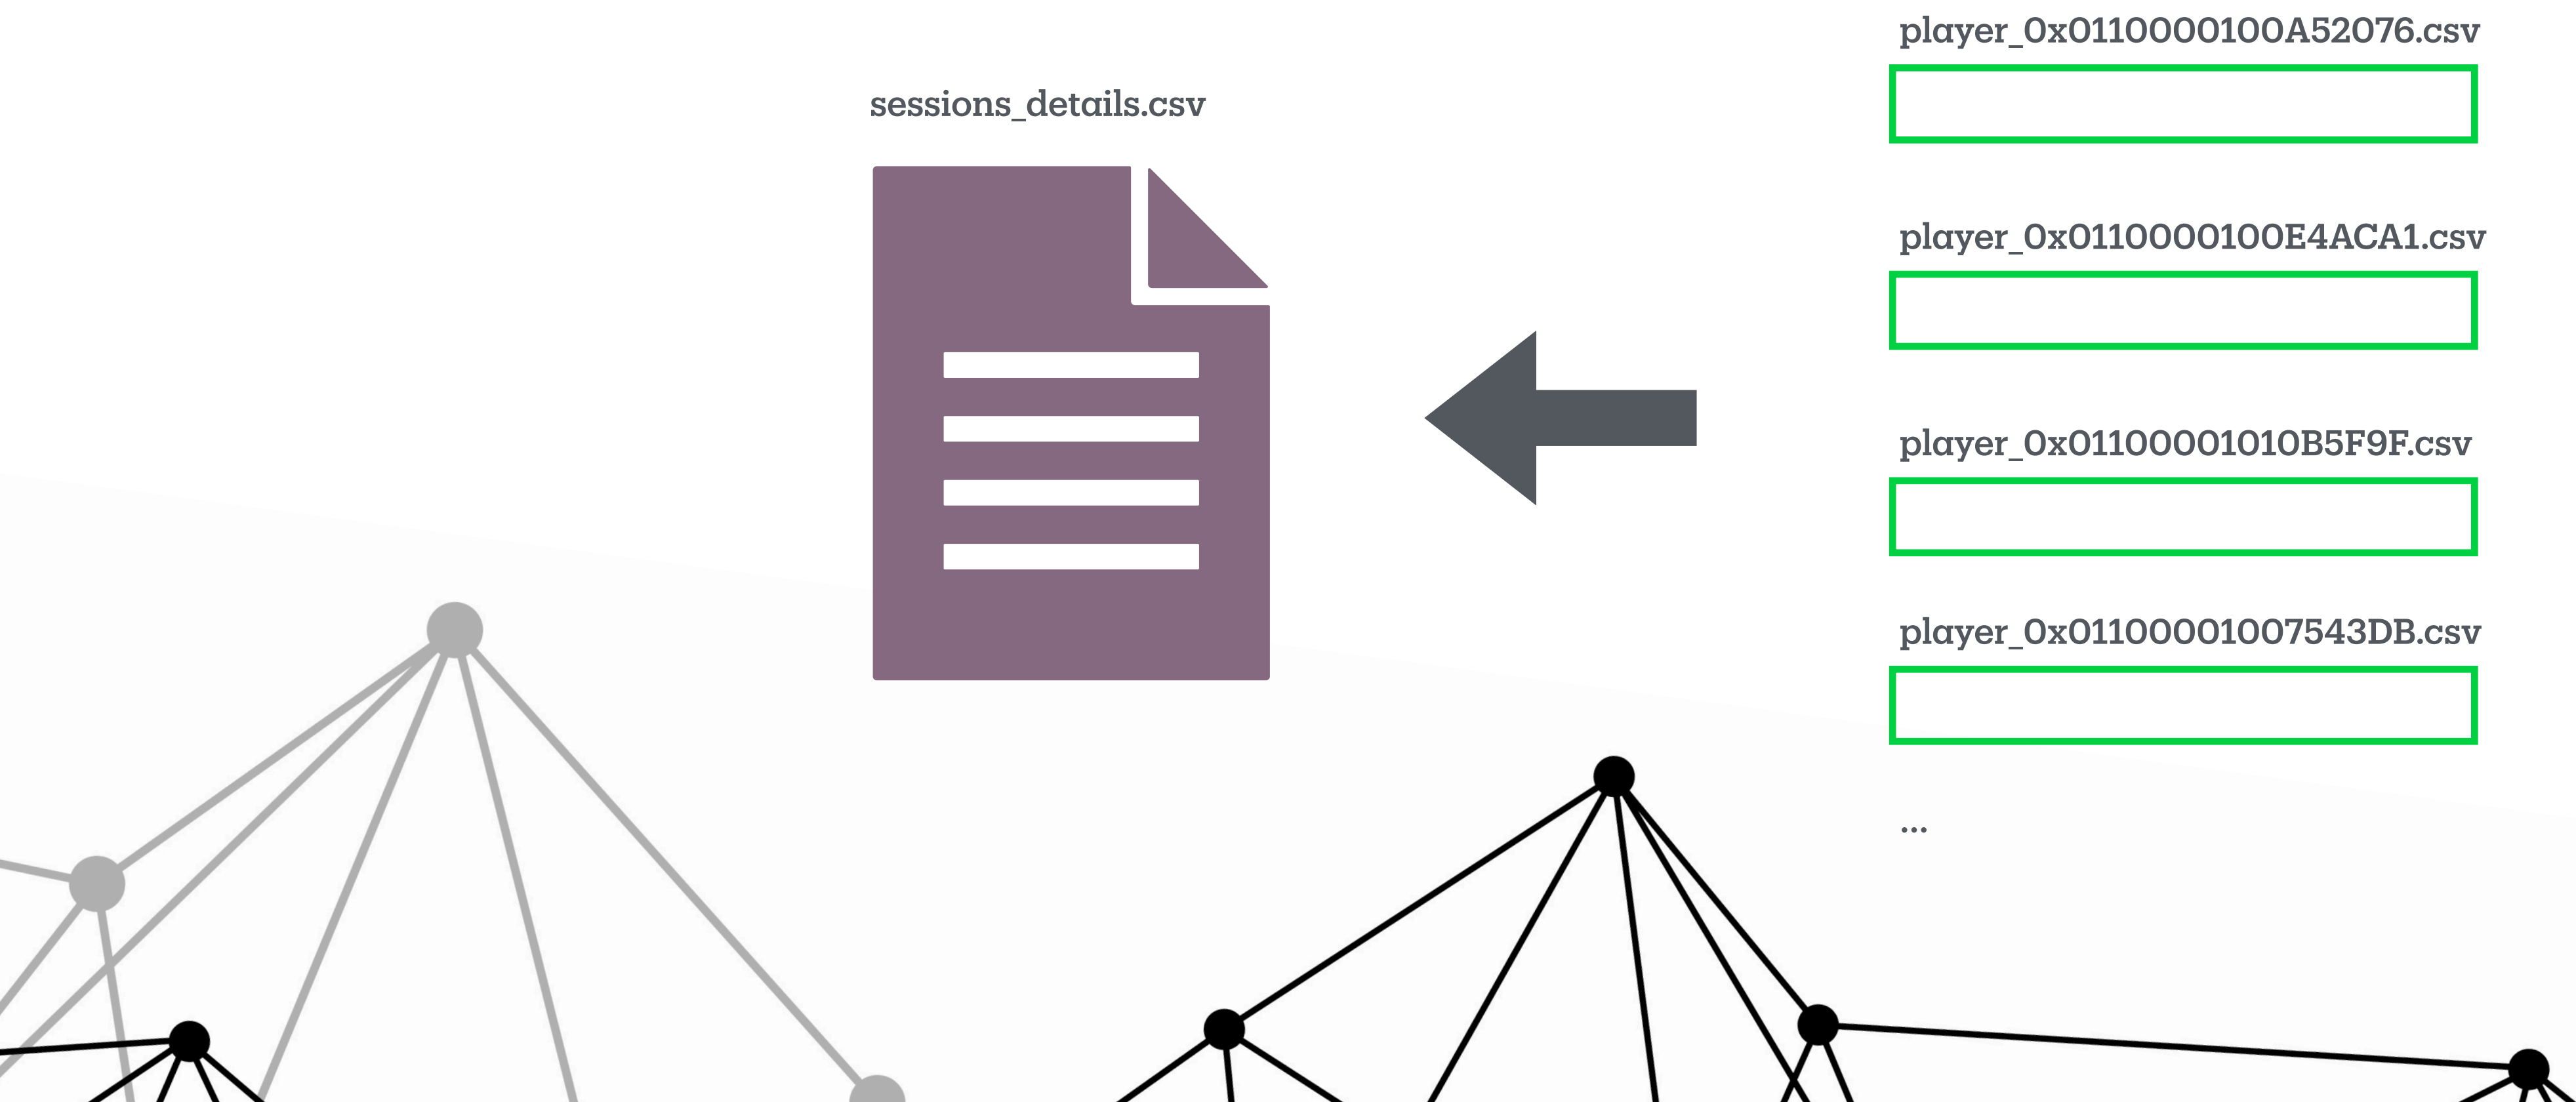 sessions_details.csv
player_0x0110000100A52076.csv
player_0x0110000100E4ACA1.csv
player_0x01100001010B5F9F.csv
player_0x01100001007543DB.csv
...